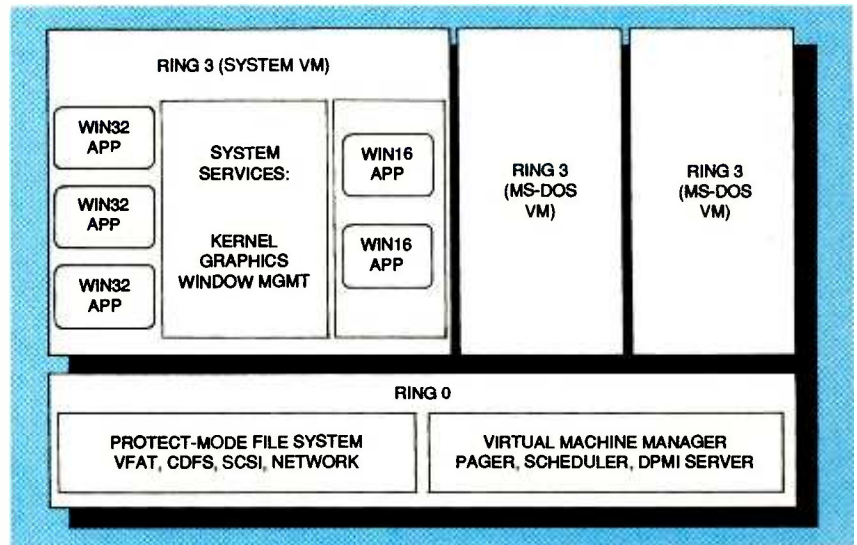 RING 3 (SYSTEM VM)
WIN32
APP
WIN32
APP
WIN32
APP
SYSTEM
SERVICES:
KERNEL
GRAPHICS
WINDOW MGMT
WIN16
APP
WIN16
APP
RING 3
(MS-DOS
VM)
RING 3
(MS-DOS
VM)
RING 0
PROTECT-MODE FILE SYSTEM
VFAT, CDFS, SCSI, NETWORK
VIRTUAL MACHINE MANAGER
PAGER, SCHEDULER, DPMI SERVER